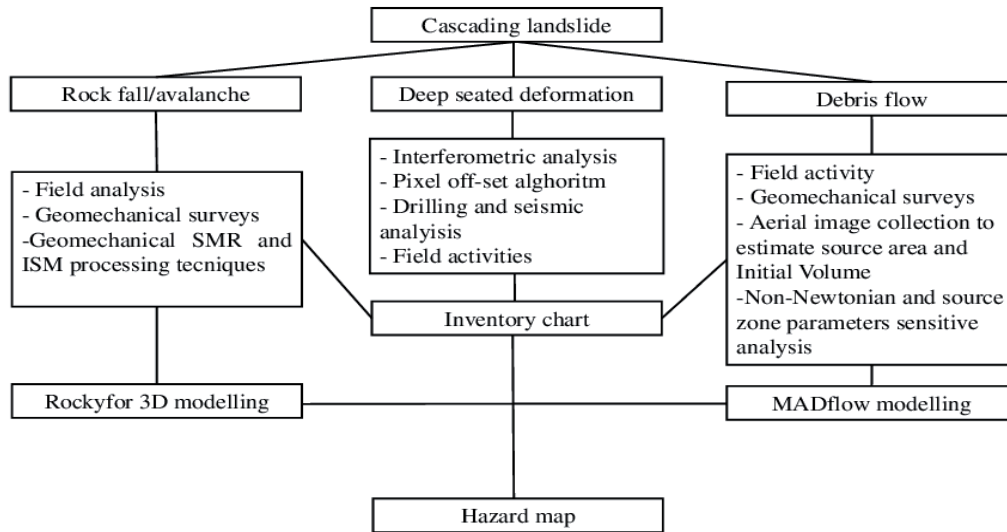 Cascading landslide
Rock fall/avalanche
Deep seated deformation
Debris flow
- Field analysis
- Geomechanical surveys
-Geomechanical SMR and
ISM processing tecniques
- Interferometric analysis
- Pixel off-set alghoritm
- Drilling and seismic
analyisis
- Field activities
- Field activity
- Geomechanical surveys
- Aerial image collection to
estimate source area and
Initial Volume
-Non-Newtonian and source
zone parameters sensitive
analysis
Inventory chart
Rockyfor 3D modelling
MADflow modelling
Hazard map